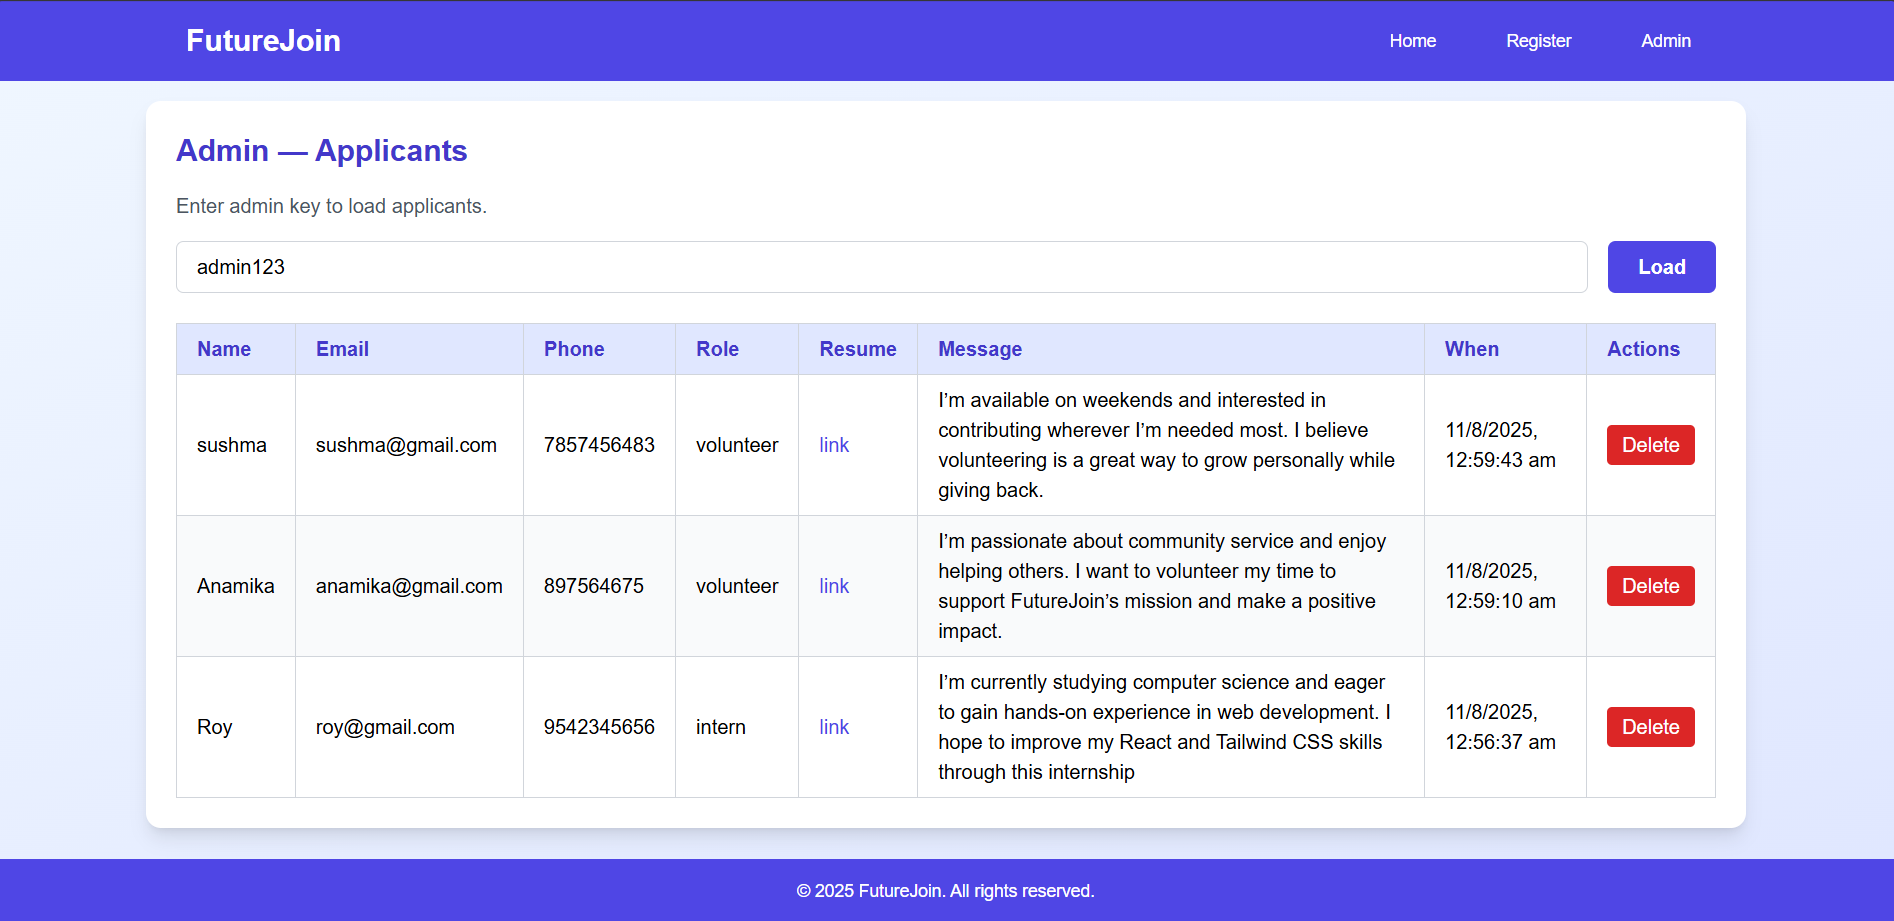 FutureJoin
Home
Register
Admin
Admin — Applicants
Enter admin key to load applicants.
admin123
Load
Name Email Phone Role Resume Message When Actions
sushma sushma@gmail.com 7857456483 volunteer link
I’m available on weekends and interested in
contributing wherever I’m needed most. I believe
volunteering is a great way to grow personally while
giving back.
11/8/2025,
12:59:43 am
Delete
Anamika anamika@gmail.com 897564675 volunteer link
I’m passionate about community service and enjoy
helping others. I want to volunteer my time to
support FutureJoin’s mission and make a positive
impact.
11/8/2025,
12:59:10 am
Delete
Roy roy@gmail.com 9542345656 intern link
I’m currently studying computer science and eager
to gain hands-on experience in web development. I
hope to improve my React and Tailwind CSS skills
through this internship
11/8/2025,
12:56:37 am
Delete
© 2025 FutureJoin. All rights reserved.